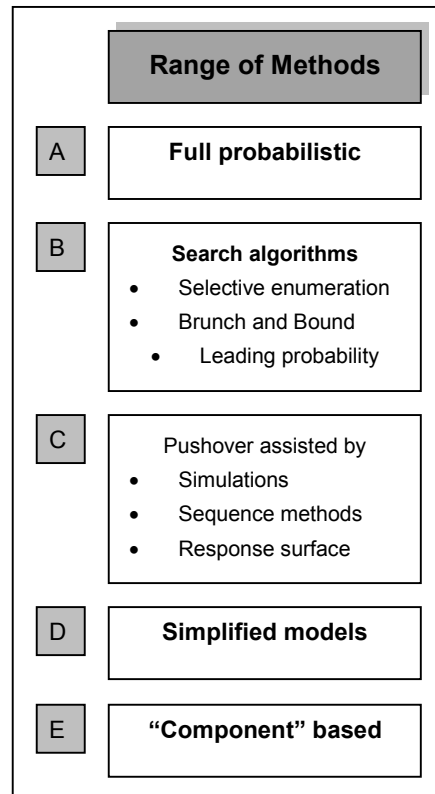 Range of Methods
A
Full probabilistic
B
Search algorithms
• Selective enumeration
• Brunch and Bound
• Leading probability
C
Pushover assisted by
• Simulations
• Sequence methods
• Response surface
D
Simplified models
E
“Component” based